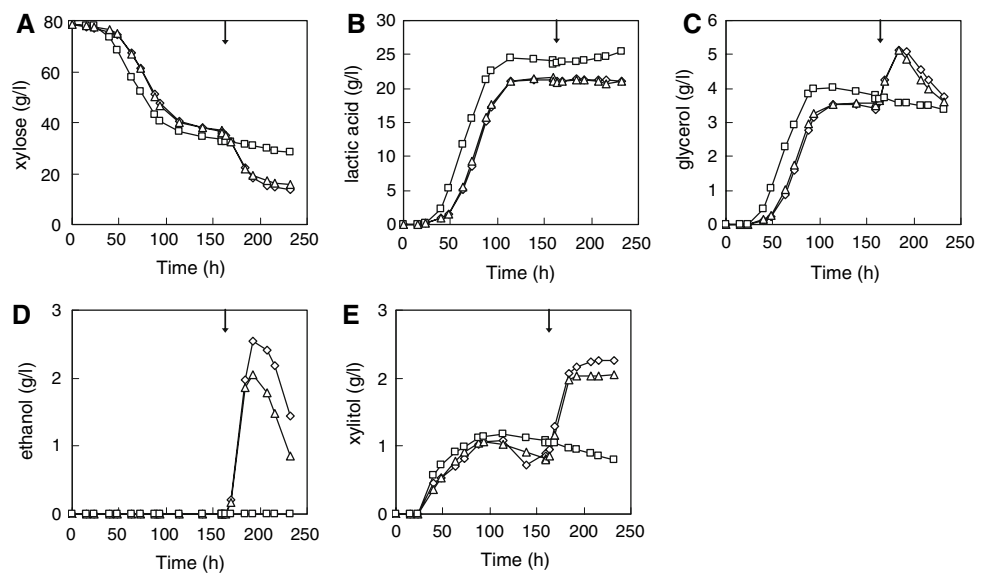 A
xylose (g/l)
80
60
40
20
0
0 50 100 150 200 250
Time (h)
B
lactic acid (g/l)
30
25
20
15
10
5
0
0 50 100 150 200 250
Time (h)
C
glycerol (g/l)
6
5
4
3
2
1
0
0 50 100 150 200 250
Time (h)
D
ethanol (g/l)
3
2
1
0
0 50 100 150 200 250
Time (h)
E
xylitol (g/l)
3
2
1
0
0 50 100 150 200 250
Time (h)